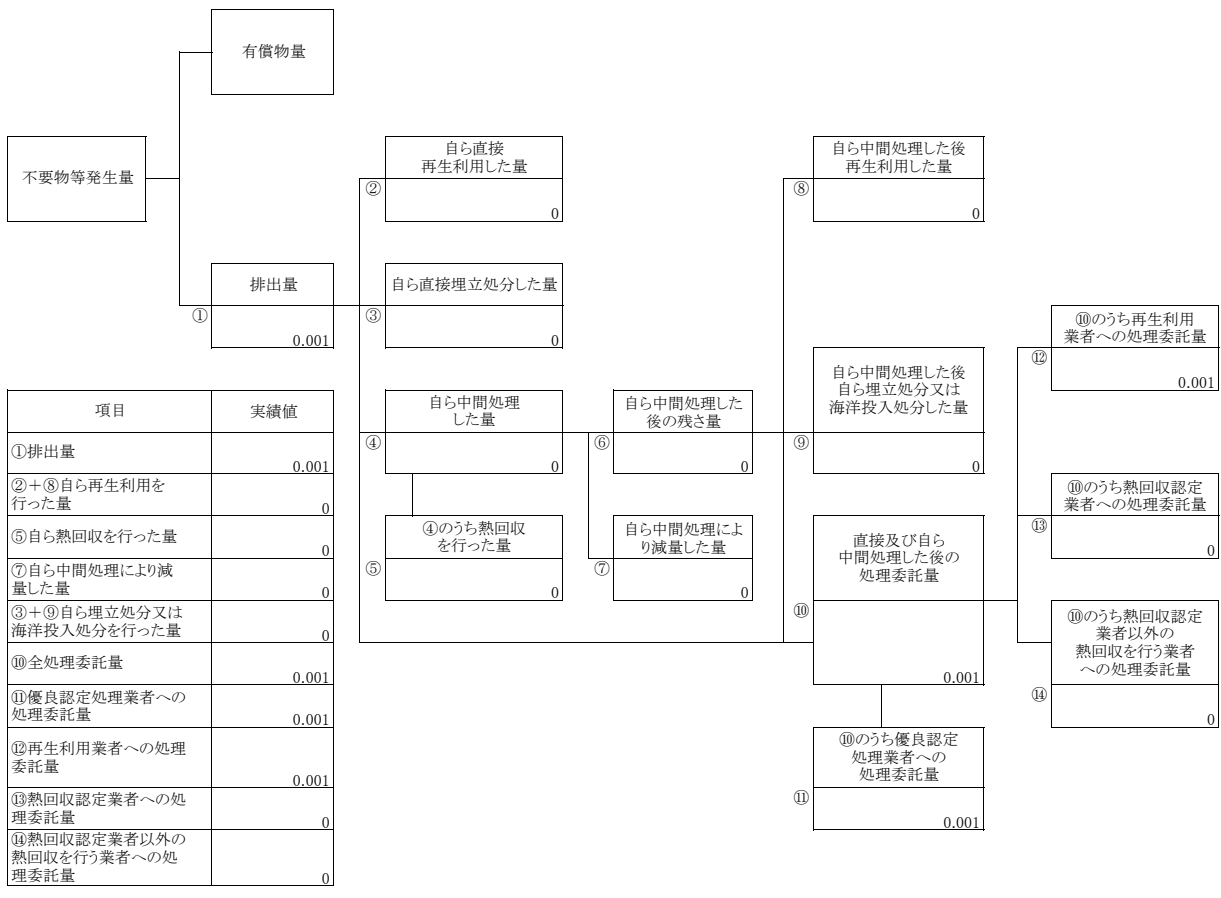 有償物量
不要物等発生量
自ら直接
再生利用した量
②
0
自ら中間処理した後
再生利用した量
⑧
0
排出量
①
0.001
自ら直接埋立処分した量
③
0
⑩のうち再生利用
業者への処理委託量
⑫
0.001
自ら中間処理
した量
④
0
自ら中間処理した
後の残さ量
⑥
0
自ら中間処理した後
自ら埋立処分又は
海洋投入処分した量
⑨
0
⑩のうち熱回収認定
業者への処理委託量
⑬
0
④のうち熱回収
を行った量
⑤
0
自ら中間処理によ
り減量した量
⑦
0
直接及び自ら
中間処理した後の
処理委託量
⑩
0.001
⑩のうち熱回収認定
業者以外の
熱回収を行う業者
への処理委託量
⑭
0
⑩のうち優良認定
処理業者への
処理委託量
⑪
0.001
項目 実績値
①排出量
0.001
②＋⑧自ら再生利用を
行った量
0
⑤自ら熱回収を行った量
0
⑦自ら中間処理により減
量した量
0
③＋⑨自ら埋立処分又は
海洋投入処分を行った量
0
⑩全処理委託量
0.001
⑪優良認定処理業者への
処理委託量
0.001
⑫再生利用業者への処理
委託量
0.001
⑬熱回収認定業者への処
理委託量
0
⑭熱回収認定業者以外の
熱回収を行う業者への処
理委託量
0